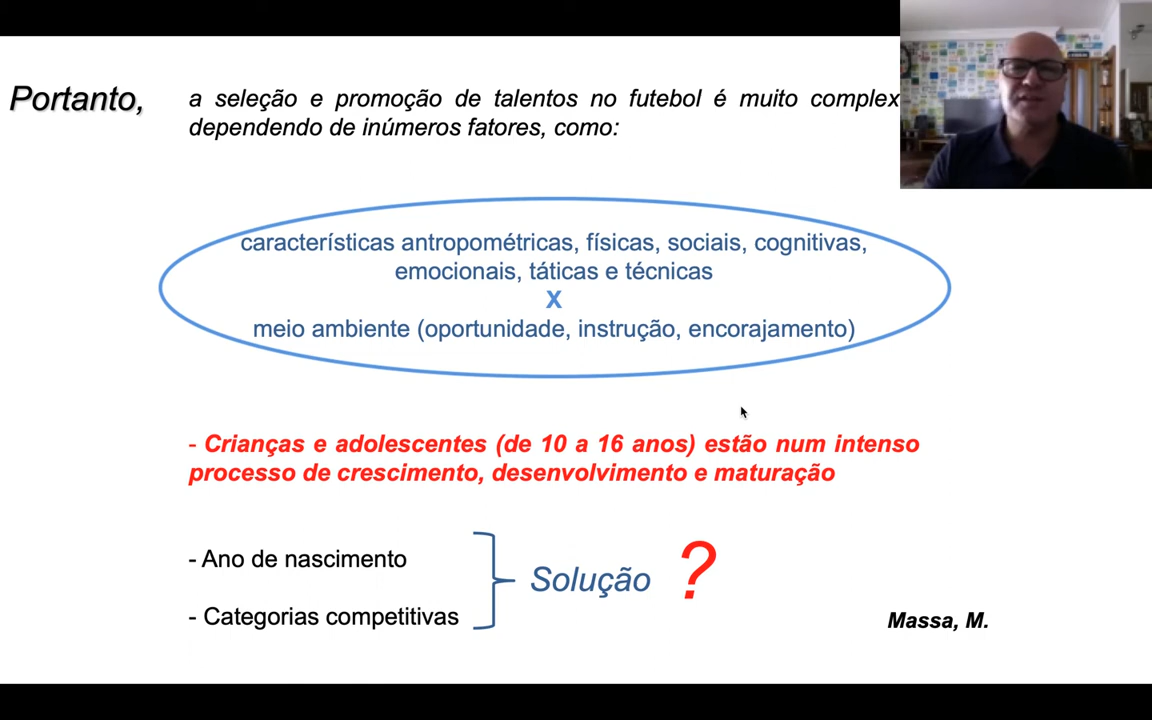 Portanto, a seleção e promoção de talentos no futebol é muito complex
dependendo de inúmeros fatores, como:
características antropométricas, físicas, sociais, cognitivas,
emocionais, táticas e técnicas
X
meio ambiente (oportunidade, instrução, encorajamento)
- Crianças e adolescentes (de 10 a 16 anos) estão num intenso
processo de crescimento, desenvolvimento e maturação
- Ano de nascimento
- Categorias competitivas
Solução ?
Massa, M.